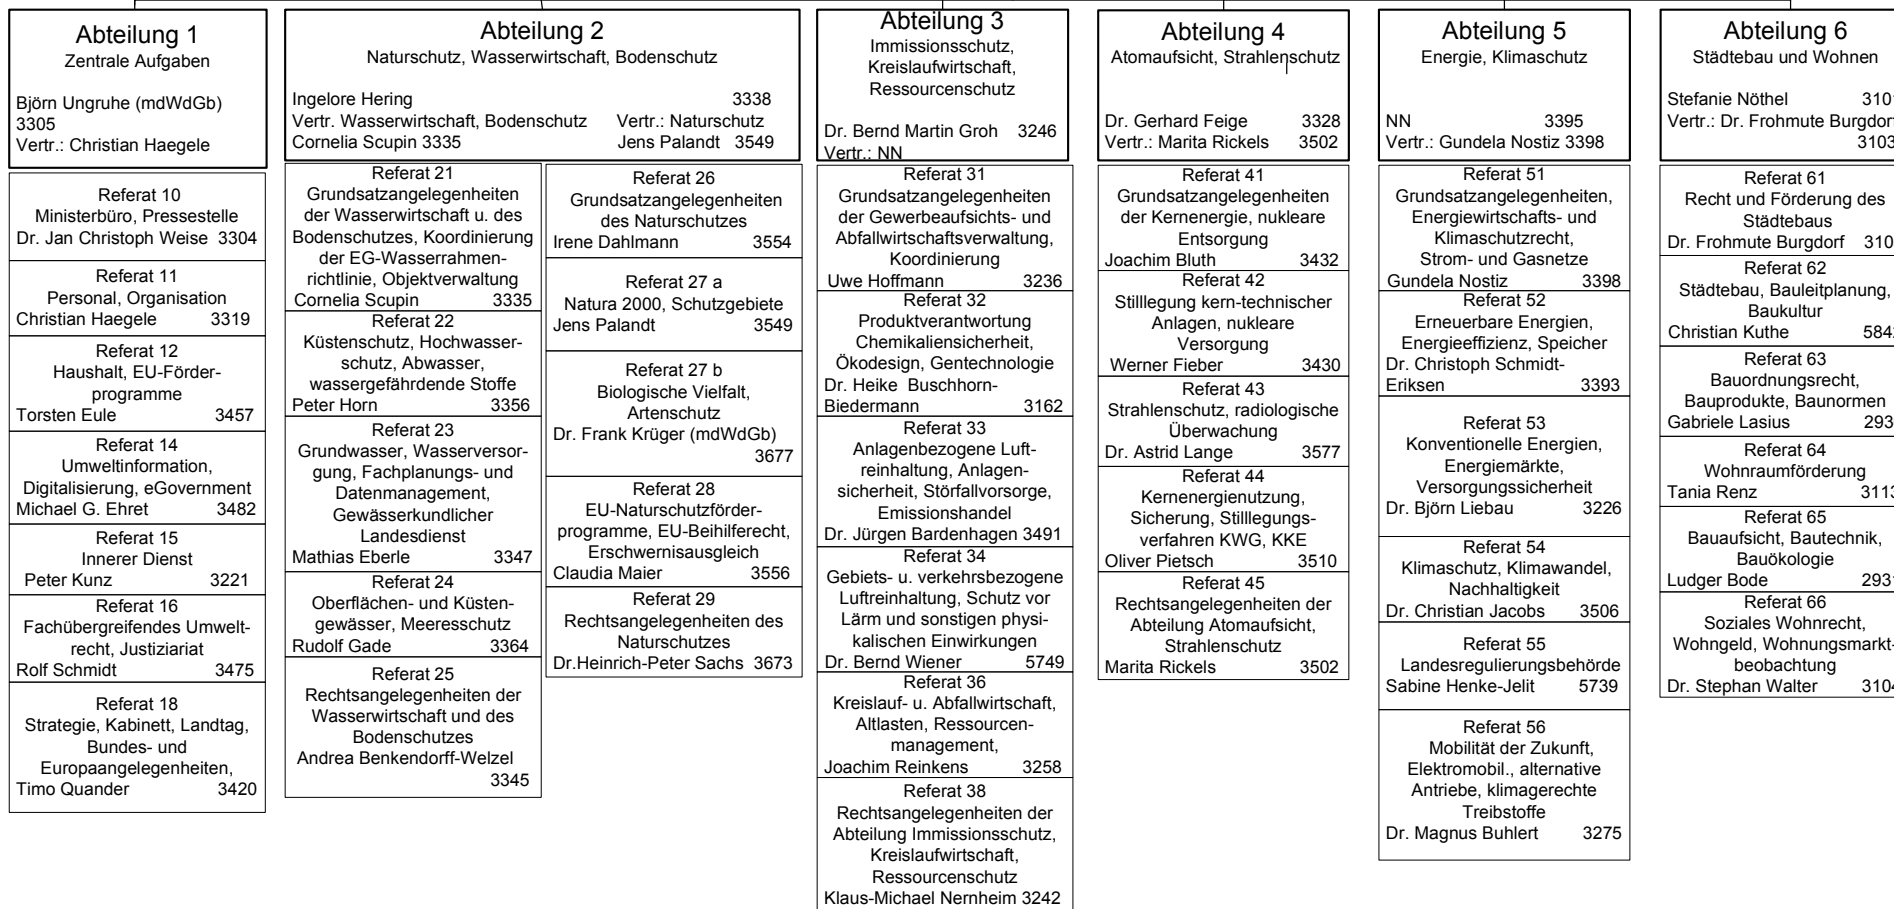 Abteilung 1
Zentrale Aufgaben
Björn Ungruhe (mdWdGb)
3305
Vertr.: Christian Haegele
Referat 10
Ministerbüro, Pressestelle
Dr. Jan Christoph Weise 3304
Referat 11
Personal, Organisation
Christian Haegele 3319
Referat 12
Haushalt, EU-Förder-
programme
Torsten Eule 3457
Referat 14
Umweltinformation,
Digitalisierung, eGovernment
Michael G. Ehret 3482
Referat 15
Innerer Dienst
Peter Kunz 3221
Referat 16
Fachübergreifendes Umwelt-
recht, Justiziariat
Rolf Schmidt 3475
Referat 18
Strategie, Kabinett, Landtag,
Bundes- und
Europaangelegenheiten,
Timo Quander 3420
Abteilung 2
Naturschutz, Wasserwirtschaft, Bodenschutz
Ingelore Hering 3338
Vertr. Wasserwirtschaft, Bodenschutz Vertr.: Naturschutz
Cornelia Scupin 3335 Jens Palandt 3549
Referat 21
Grundsatzangelegenheiten
der Wasserwirtschaft u. des
Bodenschutzes, Koordinierung
der EG-Wasserrahmen-
richtlinie, Objektverwaltung
Cornelia Scupin 3335
Referat 22
Küstenschutz, Hochwasser-
schutz, Abwasser,
wassergefährdende Stoffe
Peter Horn 3356
Referat 23
Grundwasser, Wasserversor-
gung, Fachplanungs- und
Datenmanagement,
Gewässerkundlicher
Landesdienst
Mathias Eberle 3347
Referat 24
Oberflächen- und Küsten-
gewässer, Meeresschutz
Rudolf Gade 3364
Referat 25
Rechtsangelegenheiten der
Wasserwirtschaft und des
Bodenschutzes
Andrea Benkendorff-Welzel
3345
Referat 26
Grundsatzangelegenheiten
des Naturschutzes
Irene Dahlmann 3554
Referat 27 a
Natura 2000, Schutzgebiete
Jens Palandt 3549
Referat 27 b
Biologische Vielfalt,
Artenschutz
Dr. Frank Krüger (mdWdGb)
3677
Referat 28
EU-Naturschutzförder-
programme, EU-Beihilferecht,
Erschwernisausgleich
Claudia Maier 3556
Referat 29
Rechtsangelegenheiten des
Naturschutzes
Dr.Heinrich-Peter Sachs 3673
Abteilung 3
Immissionsschutz,
Kreislaufwirtschaft,
Ressourcenschutz
Dr. Bernd Martin Groh 3246
Vertr.: NN
Referat 31
Grundsatzangelegenheiten
der Gewerbeaufsichts- und
Abfallwirtschaftsverwaltung,
Koordinierung
Uwe Hoffmann 3236
Referat 32
Produktverantwortung
Chemikaliensicherheit,
Ökodesign, Gentechnologie
Dr. Heike Buschhorn-
Biedermann 3162
Referat 33
Anlagenbezogene Luft-
reinhaltung, Anlagen-
sicherheit, Störfallvorsorge,
Emissionshandel
Dr. Jürgen Bardenhagen 3491
Referat 34
Gebiets- u. verkehrsbezogene
Luftreinhaltung, Schutz vor
Lärm und sonstigen physi-
kalischen Einwirkungen
Dr. Bernd Wiener 5749
Referat 36
Kreislauf- u. Abfallwirtschaft,
Altlasten, Ressourcen-
management,
Joachim Reinkens 3258
Referat 38
Rechtsangelegenheiten der
Abteilung Immissionsschutz,
Kreislaufwirtschaft,
Ressourcenschutz
Klaus-Michael Nernheim 3242
Abteilung 4
Atomaufsicht, Strahlenschutz
Dr. Gerhard Feige 3328
Vertr.: Marita Rickels 3502
Referat 41
Grundsatzangelegenheiten
der Kernenergie, nukleare
Entsorgung
Joachim Bluth 3432
Referat 42
Stilllegung kern-technischer
Anlagen, nukleare
Versorgung
Werner Fieber 3430
Referat 43
Strahlenschutz, radiologische
Überwachung
Dr. Astrid Lange 3577
Referat 44
Kernenergienutzung,
Sicherung, Stilllegungs-
verfahren KWG, KKE
Oliver Pietsch 3510
Referat 45
Rechtsangelegenheiten der
Abteilung Atomaufsicht,
Strahlenschutz
Marita Rickels 3502
Abteilung 5
Energie, Klimaschutz
NN 3395
Vertr.: Gundela Nostiz 3398
Referat 51
Grundsatzangelegenheiten,
Energiewirtschafts- und
Klimaschutzrecht,
Strom- und Gasnetze
Gundela Nostiz 3398
Referat 52
Erneuerbare Energien,
Energieeffizienz, Speicher
Dr. Christoph Schmidt-
Eriksen 3393
Referat 53
Konventionelle Energien,
Energiemärkte,
Versorgungssicherheit
Dr. Björn Liebau 3226
Referat 54
Klimaschutz, Klimawandel,
Nachhaltigkeit
Dr. Christian Jacobs 3506
Referat 55
Landesregulierungsbehörde
Sabine Henke-Jelit 5739
Referat 56
Mobilität der Zukunft,
Elektromobil., alternative
Antriebe, klimagerechte
Treibstoffe
Dr. Magnus Buhlert 3275
Abteilung 6
Städtebau und Wohnen
Stefanie Nöthel
Vertr.: Dr. Frohmute Burgdorf
3103
Referat 61
Recht und Förderung des
Städtebaus
Dr. Frohmute Burgdorf
Referat 62
Städtebau, Bauleitplanung,
Baukultur
Christian Kuthe
Referat 63
Bauordnungsrecht,
Bauprodukte, Baunormen
Gabriele Lasius
Referat 64
Wohnraumförderung
Tania Renz 3113
Referat 65
Bauaufsicht, Bautechnik,
Bauökologie
Ludger Bode
Referat 66
Soziales Wohnrecht,
Wohngeld, Wohnungsmarkt-
beobachtung
Dr. Stephan Walter 3104